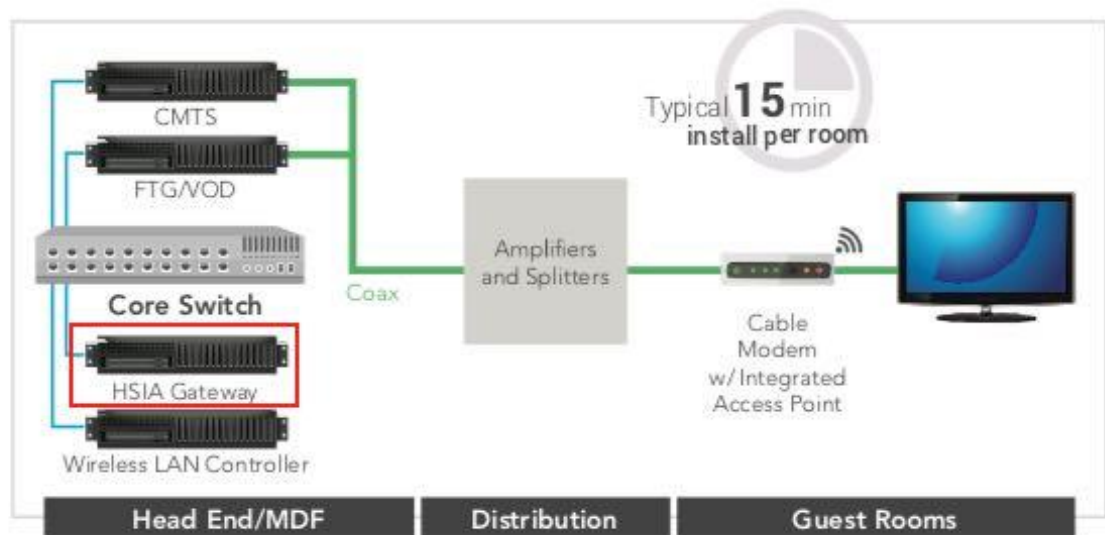 CMTS
FTG/VOD
Core Switch
HSIA Gateway
Wireless LAN Controller
Coax
Amplifiers
and Splitters
Typical 15 min
install per room
Cable
Modem
w/Integrated
Access Point
Head End/MDF
Distribution
Guest Rooms